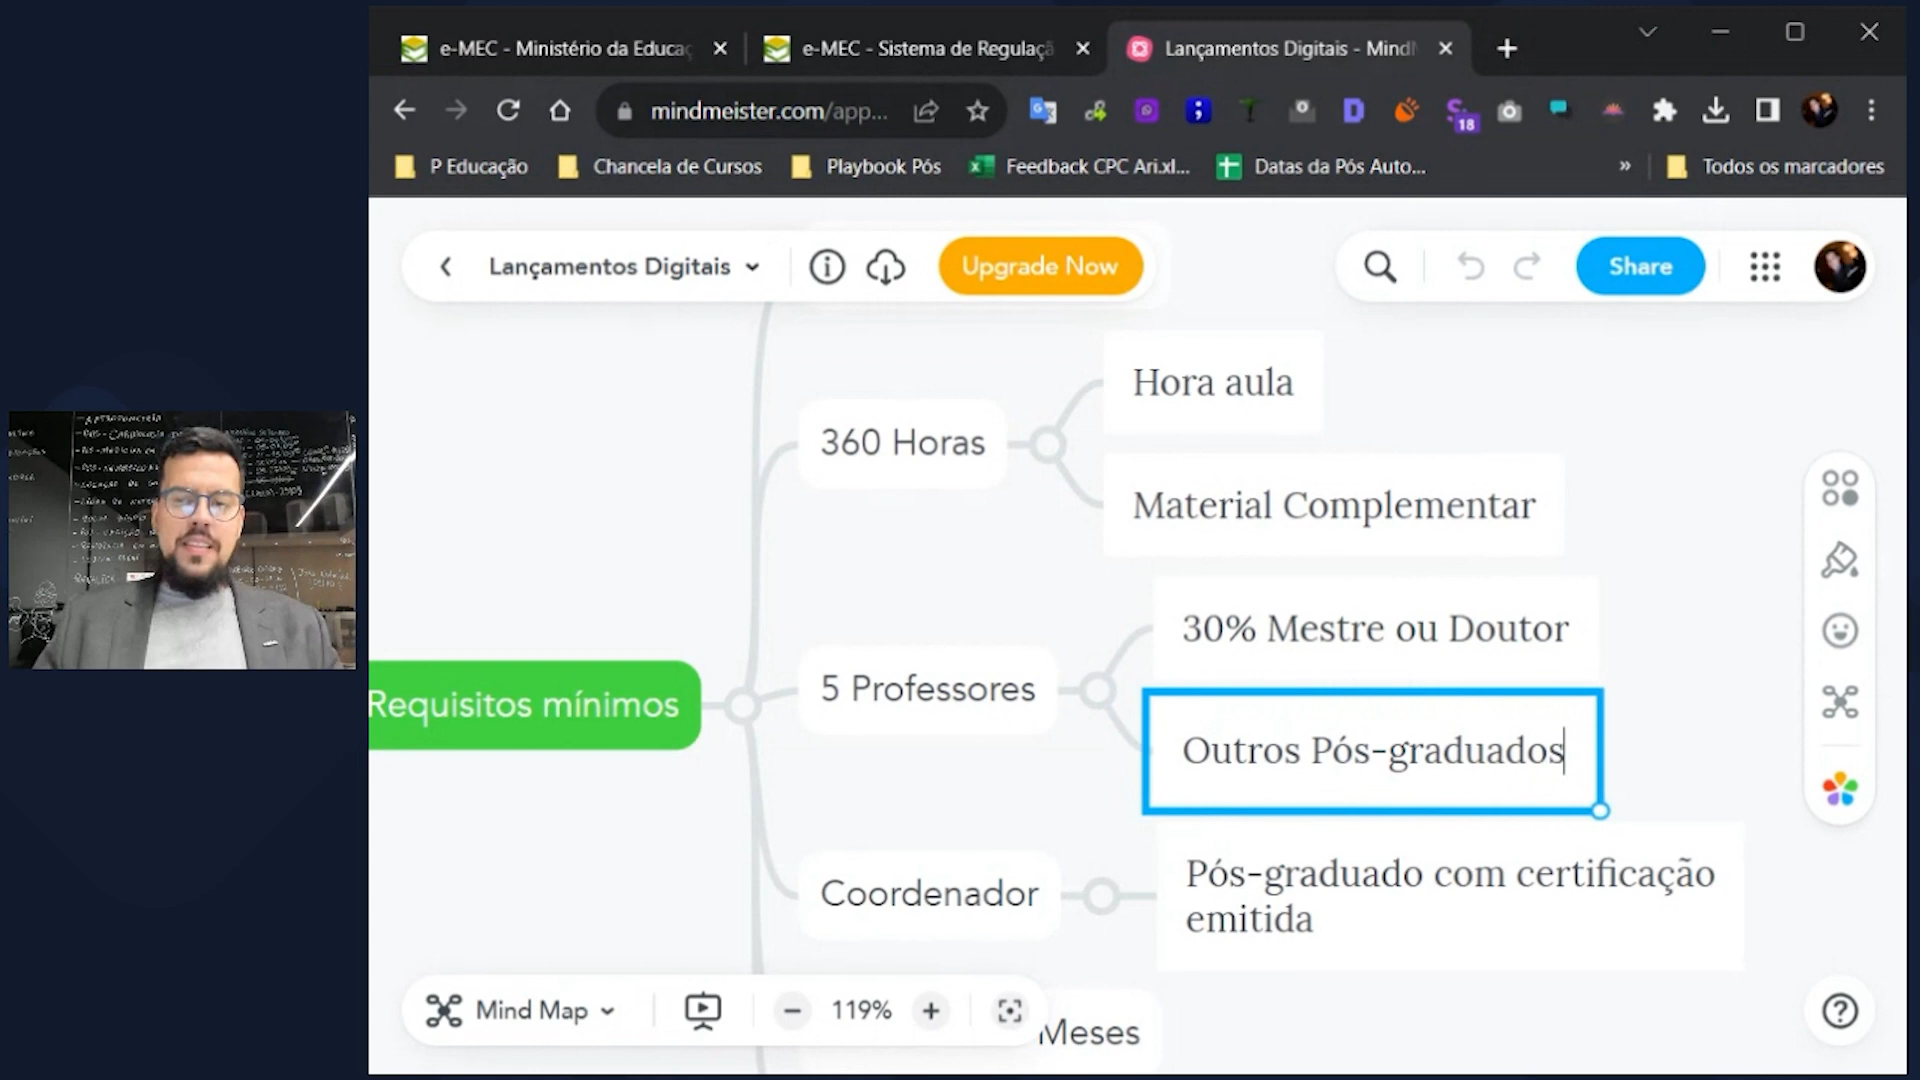 e-MEC - Ministério da Educaç
e-MEC - Sistema de Regulaçã
Lançamentos Digitais - Mind
mindmeister.com/app...
18
P Educação
Chancela de Cursos
Playbook Pós
Feedback CPC Ari.xl...
Datas da Pós Auto...
»
Todos os marcadores
Lançamentos Digitais
Upgrade Now
Share
Hora aula
360 Horas
Material Complementar
30% Mestre ou Doutor
5 Professores
Requisitos mínimos
Outros Pós-graduados
Pós-graduado com certificação
emitida
Coordenador
Mind Map
119%
Meses